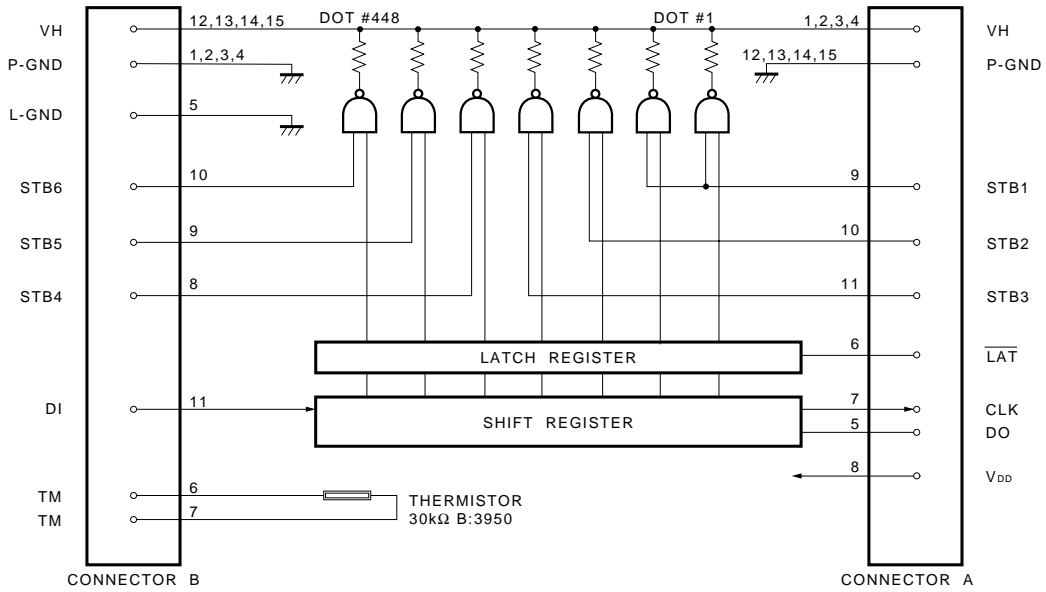 12,13,14,15 DOT #448 DOT #1 1,2,3,4
VH VH
1,2,3,4 12,13,14,15
P-GND P-GND
5
L-GND
10 9
STB6 STB1
9 10
STB5 STB2
8 11
STB4 STB3
6
LATCH REGISTER LAT
11 7
DI CLK
SHIFT REGISTER 5
DO
8
VDD
6
TM THERMISTOR
7
TM 30kΩ B:3950
CONNECTOR B CONNECTOR A